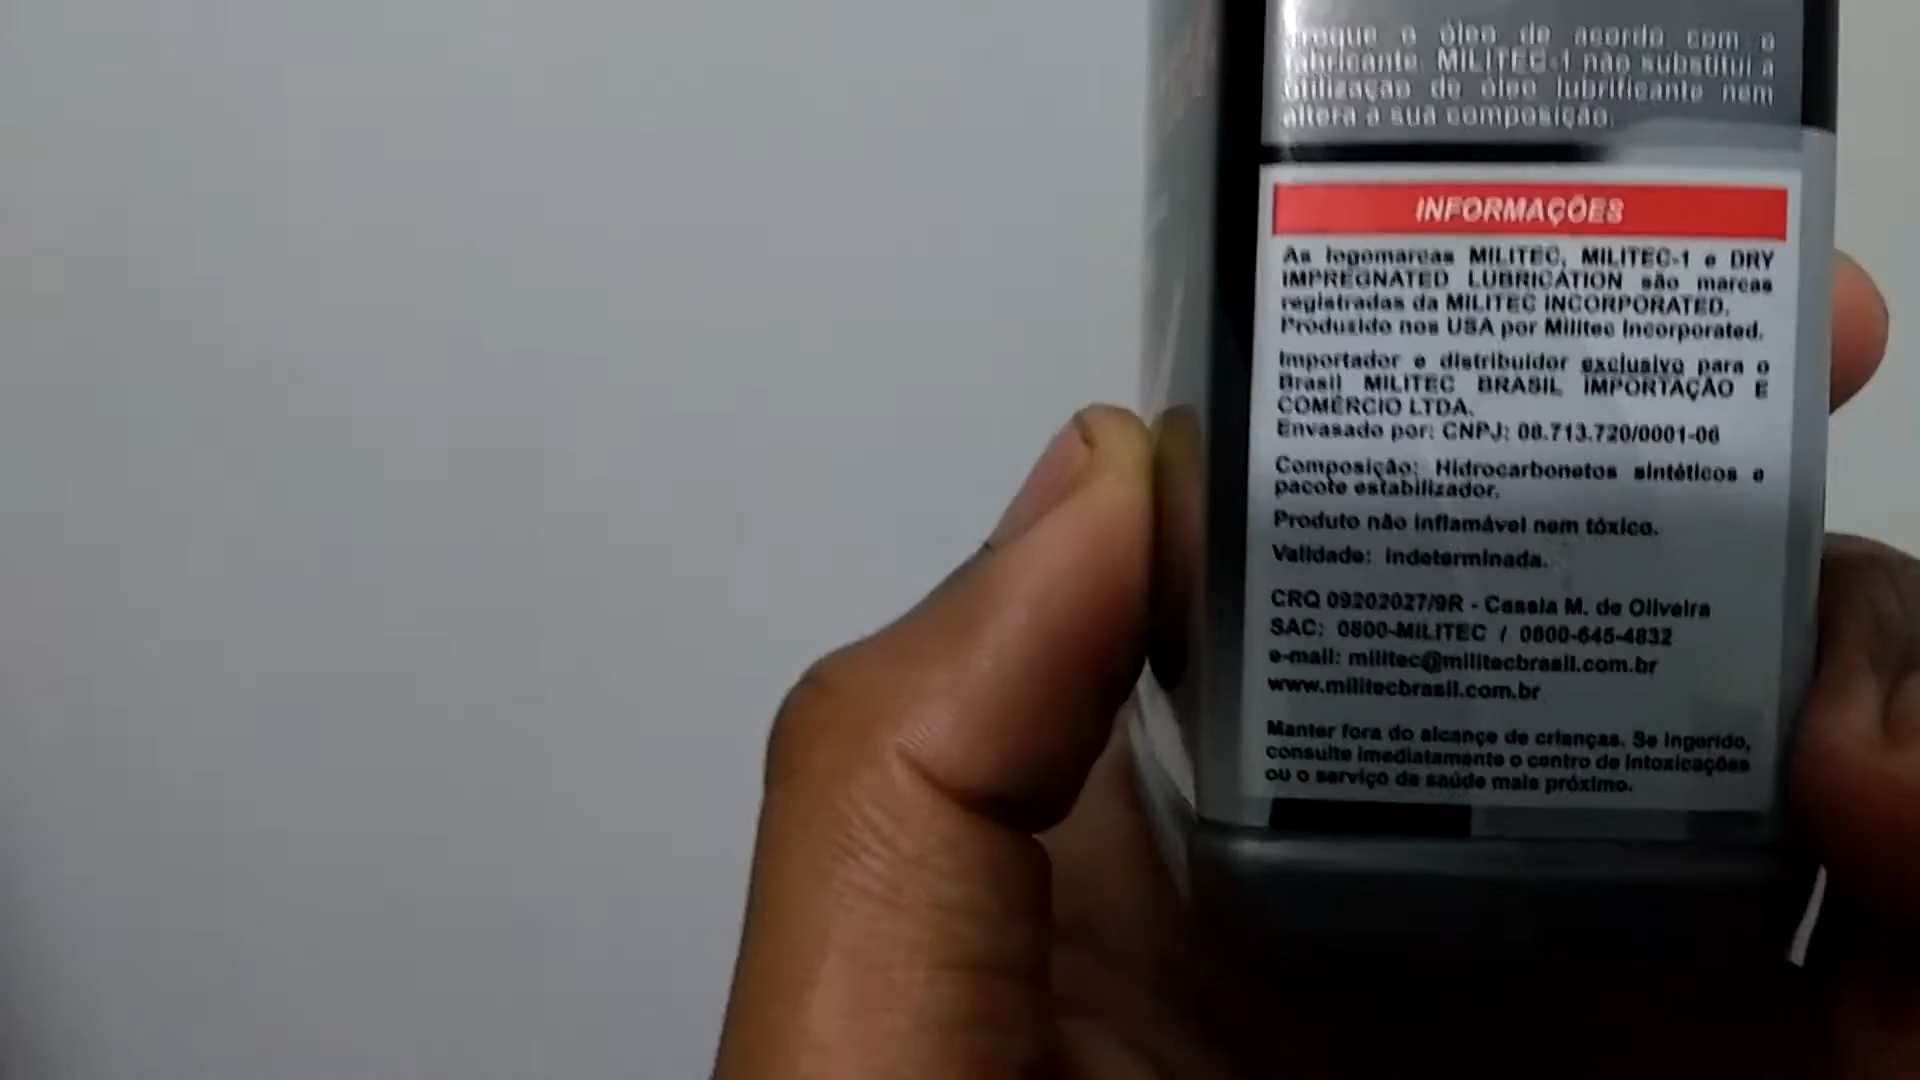 Troque o óleo de acordo com o
fabricante. MILITEC-1 não substitui a
utilização de óleo lubrificante nem
altera a sua composição.
INFORMAÇÕES
As logomarcas MILITEC, MILITEC-1 e DRY
IMPREGNATED LUBRICATION são marcas
registradas da MILITEC INCORPORATED.
Produzido nos USA por Militec Incorporated.
Importador e distribuidor exclusivo para o
Brasil MILITEC BRASIL IMPORTAÇÃO E
COMÉRCIO LTDA.
Envasado por: CNPJ: 08.713.720/0001-06
Composição: Hidrocarbonetos sintéticos e
pacote estabilizador.
Produto não inflamável nem tóxico.
Validade: Indeterminada.
CRQ 09202027/9R - Cassia M. de Oliveira
SAC: 0800-MILITEC / 0800-645-4832
e-mail: militec@militecbrasil.com.br
www.militecbrasil.com.br
Manter fora do alcançe de crianças. Se ingerido,
consulte imediatamente o centro de Intoxicações
ou o serviço de saúde mais próximo.